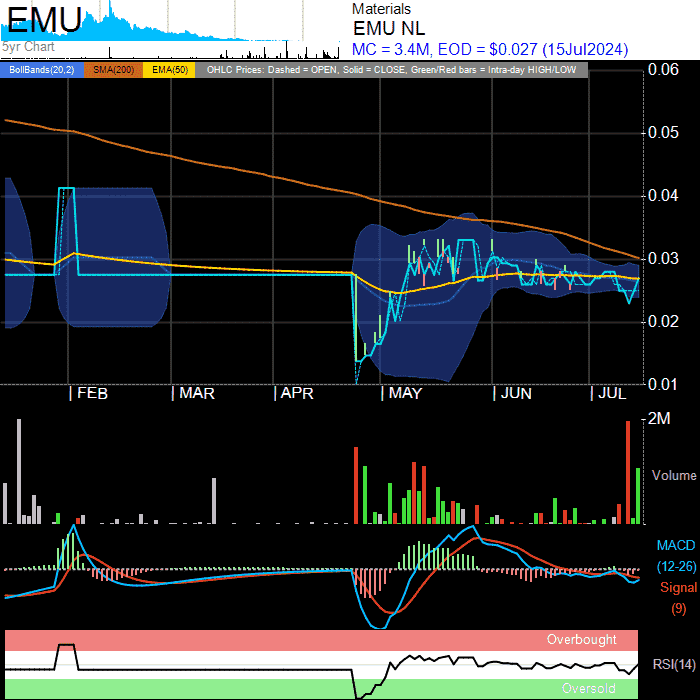 EMU
5yr Chart
Materials
EMU NL
MC = 3.4M, EOD = $0.027 (15Jul2024)
BollBands(20,2) SMA(200) EMA(50) OHLC Prices: Dashed = OPEN, Solid = CLOSE, Green/Red bars = Intra-day HIGH/LOW
0.06
0.05
0.04
0.03
0.02
0.01
| FEB | MAR | APR | MAY | JUN | JUL
2M
Volume
MACD
(12-26)
Signal
(9)
Overbought
RSI(14)
Oversold